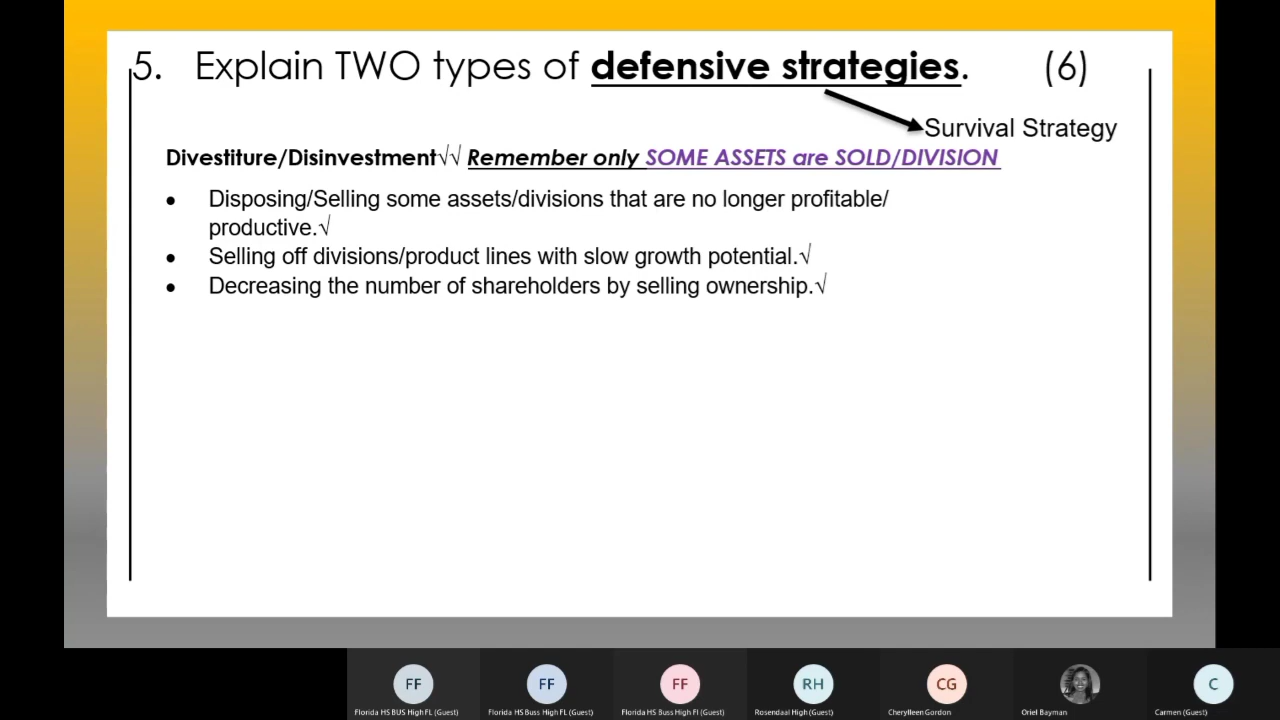 5. Explain TWO types of defensive strategies. (6)
Survival Strategy
Divestiture/Disinvestment√√ Remember only SOME ASSETS are SOLD/DIVISION
• Disposing/Selling some assets/divisions that are no longer profitable/
productive.√
• Selling off divisions/product lines with slow growth potential.√
• Decreasing the number of shareholders by selling ownership.√
FF FF FF RH CG C
Florida HS BUS High FL (Guest) Florida HS Buss High FL (Guest) Florida HS Buss High Fl (Guest) Rosendaal High (Guest) Cherylleen Gordon Oriel Bayman Carmen (Guest)